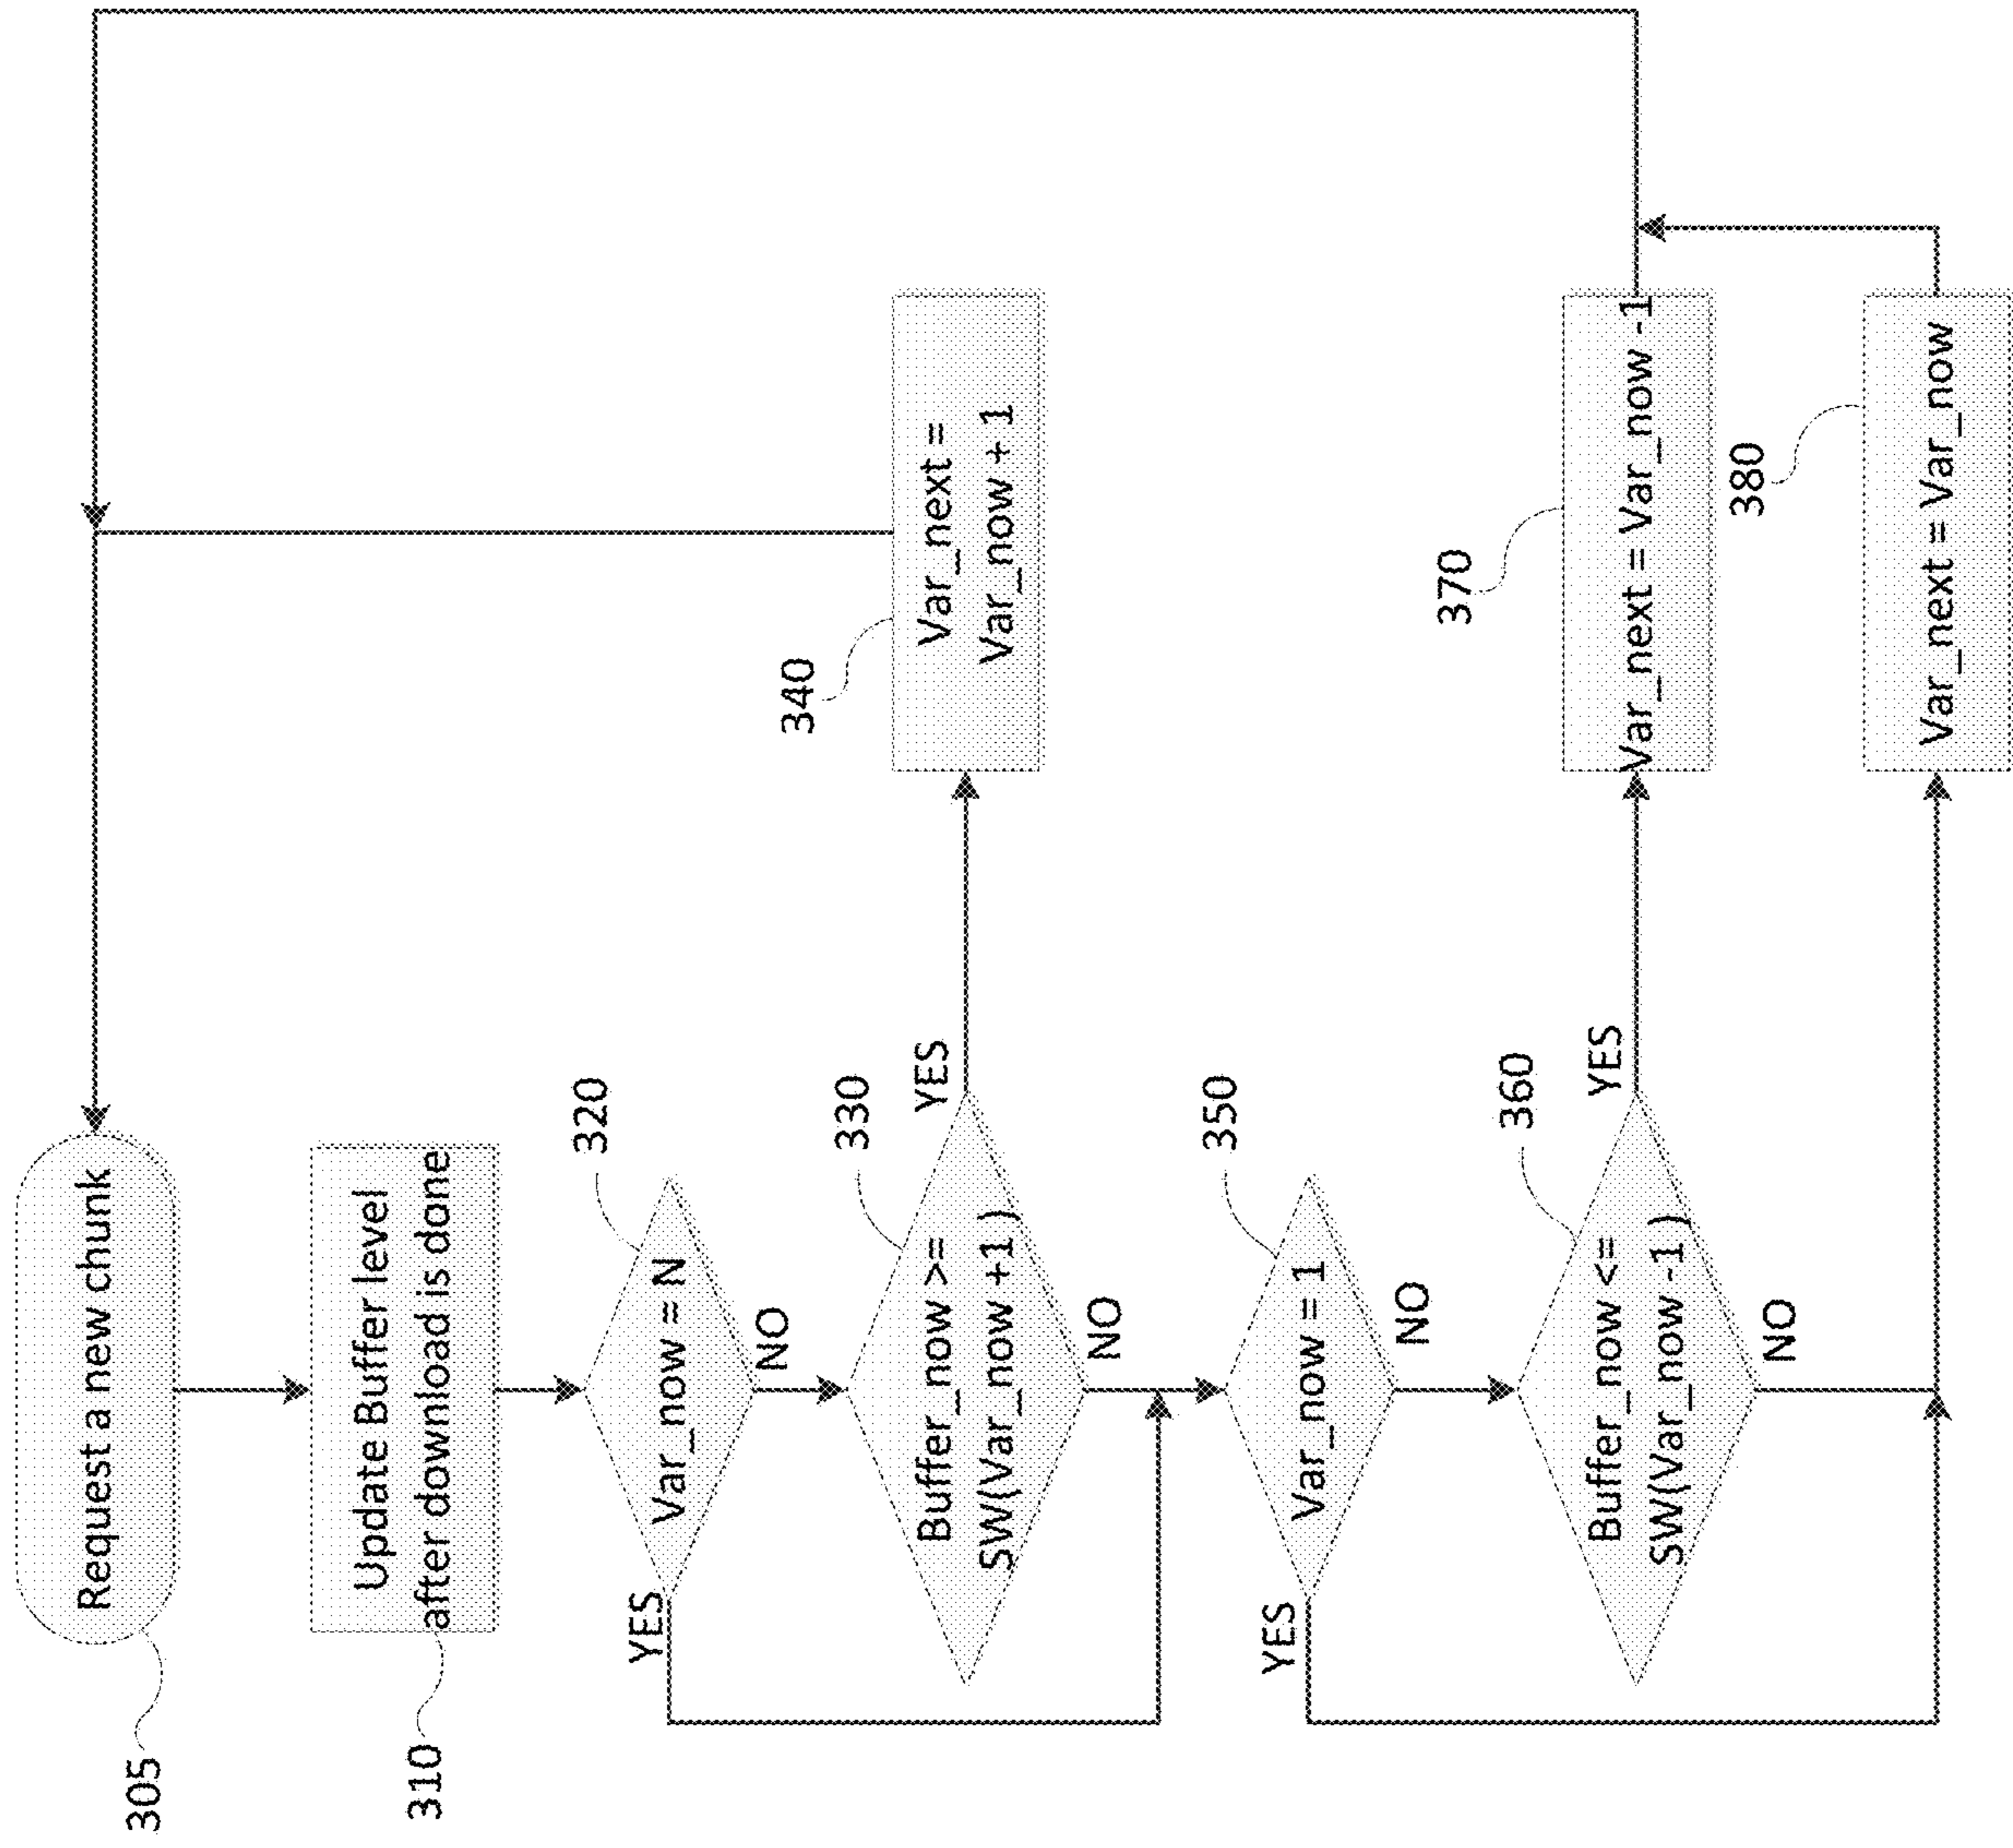 305
Request a new chunk
310
Update Buffer level
after download is done
320
Var_now = N
YES
NO
330
Buffer_now >=
SW(Var_now +1 )
YES
NO
340
Var_next =
Var_now + 1
350
Var_now = 1
YES
NO
360
Buffer_now <=
SW(Var_now -1 )
YES
NO
370
Var_next = Var_now -1
380
Var_next = Var_now